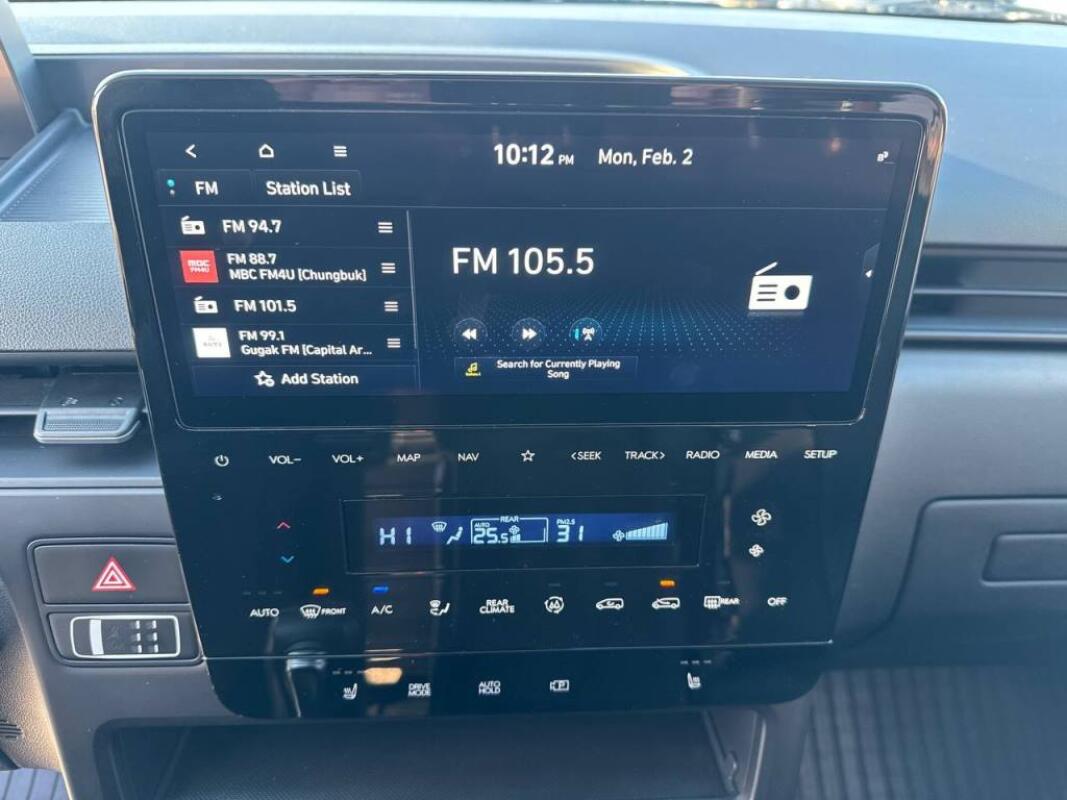 10:12 PM Mon, Feb. 2
FM Station List
FM 94.7
MBC
FM4U
FM 88.7
MBC FM4U [Chungbuk]
FM 101.5
FM 99.1
Gugak FM [Capital Ar...
Add Station
FM 105.5
Search for Currently Playing
Song
VOL- VOL+ MAP NAV <SEEK TRACK> RADIO MEDIA SETUP
HI AUTO REAR 25.5 PM2.5 31
AUTO FRONT A/C REAR CLIMATE REAR OFF
DRIVE MODE AUTO HOLD P